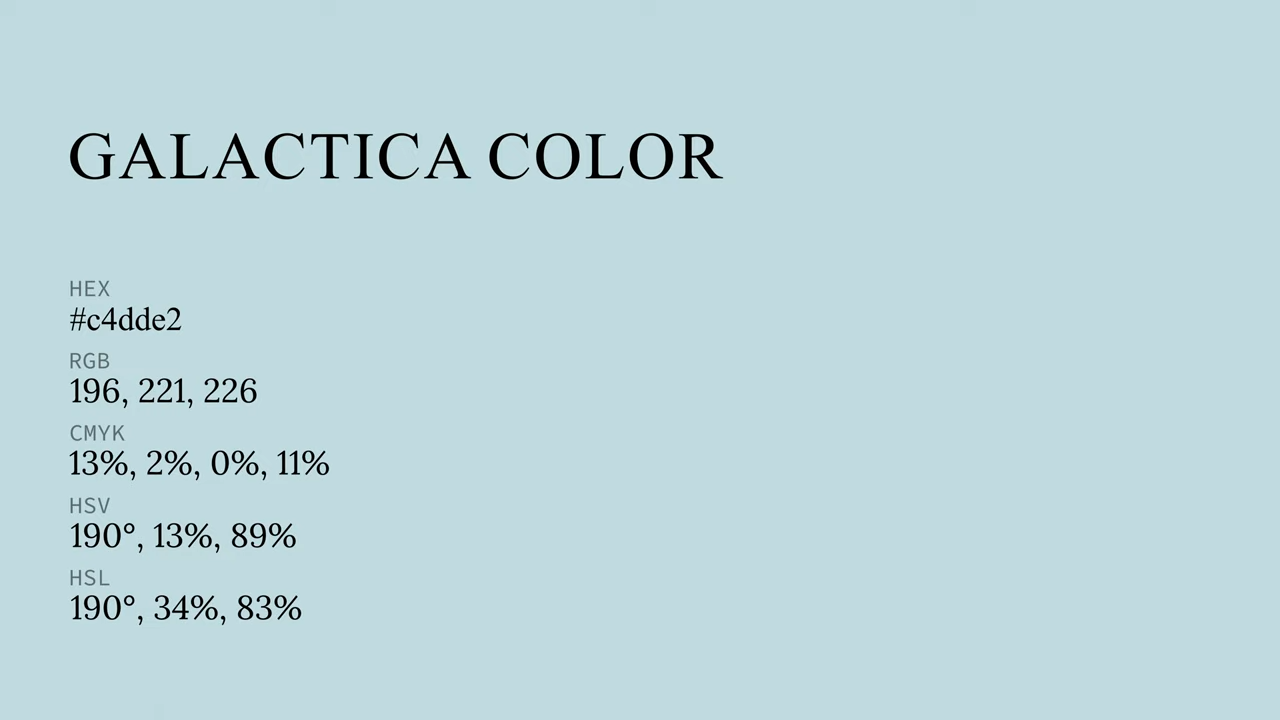 GALACTICA COLOR
HEX
#c4dde2
RGB
196, 221, 226
CMYK
13%, 2%, 0%, 11%
HSV
190°, 13%, 89%
HSL
190°, 34%, 83%